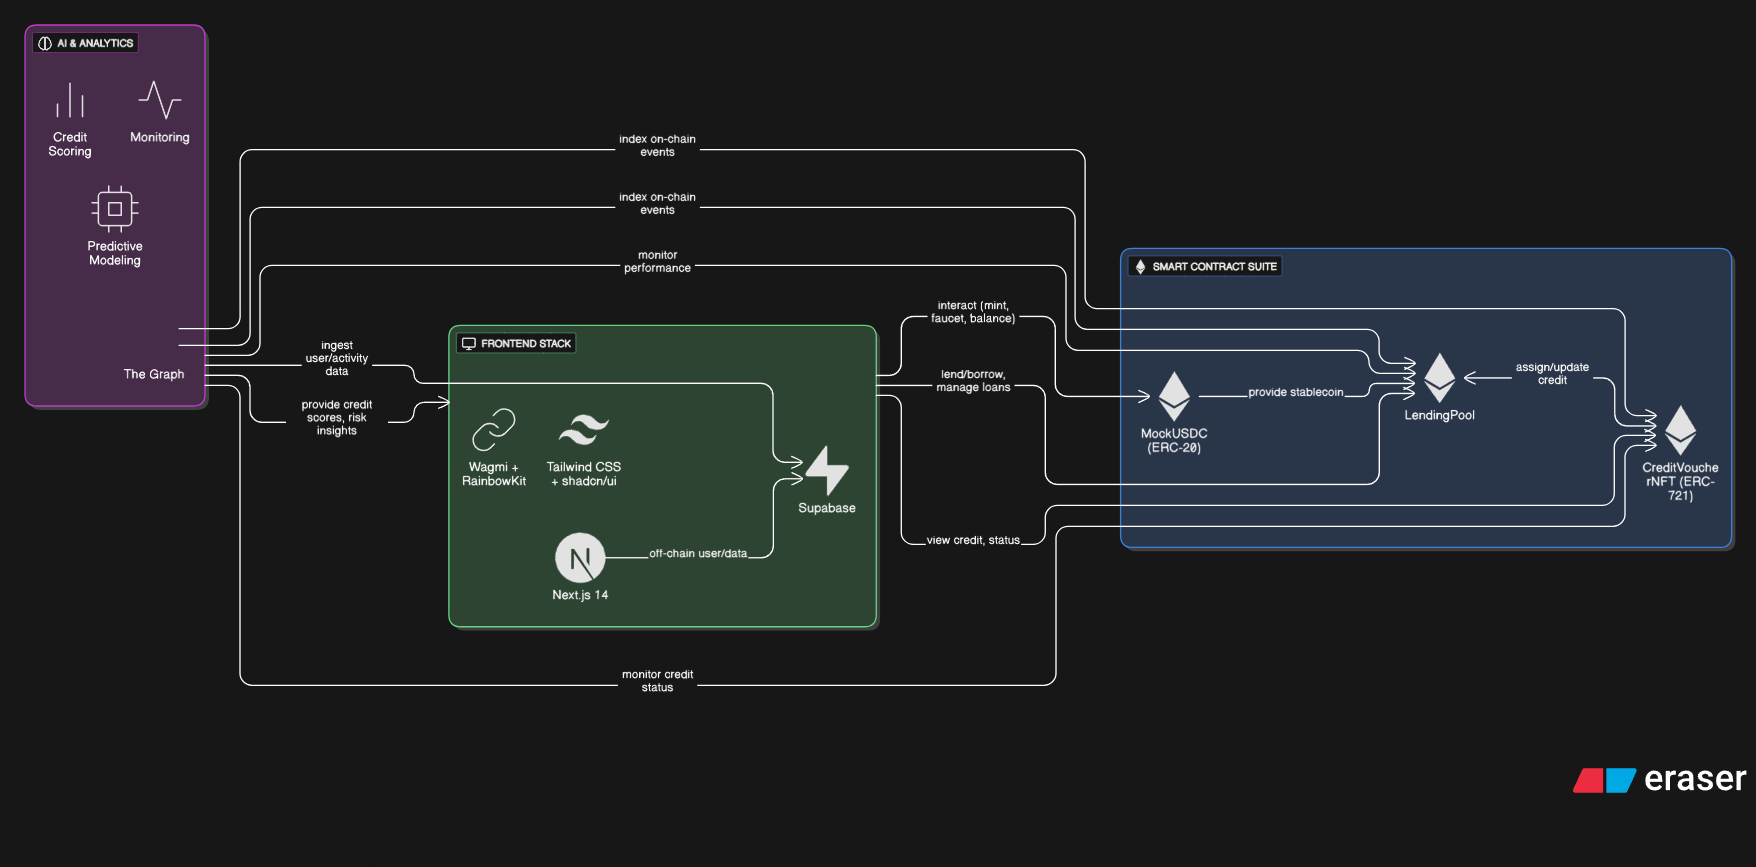 AI & ANALYTICS
Credit
Scoring
Monitoring
Predictive
Modeling
The Graph
index on-chain
events
index on-chain
events
monitor
performance
ingest
user/activity
data
provide credit
scores, risk
insights
FRONTEND STACK
Wagmi +
RainbowKit
Tailwind CSS
+ shadcn/ui
Supabase
off-chain user/data
Next.js 14
interact (mint,
faucet, balance)
lend/borrow,
manage loans
view credit, status
monitor credit
status
SMART CONTRACT SUITE
MockUSDC
(ERC-20)
provide stablecoin
LendingPool
assign/update
credit
CreditVouche
rNFT (ERC-
721)
eraser